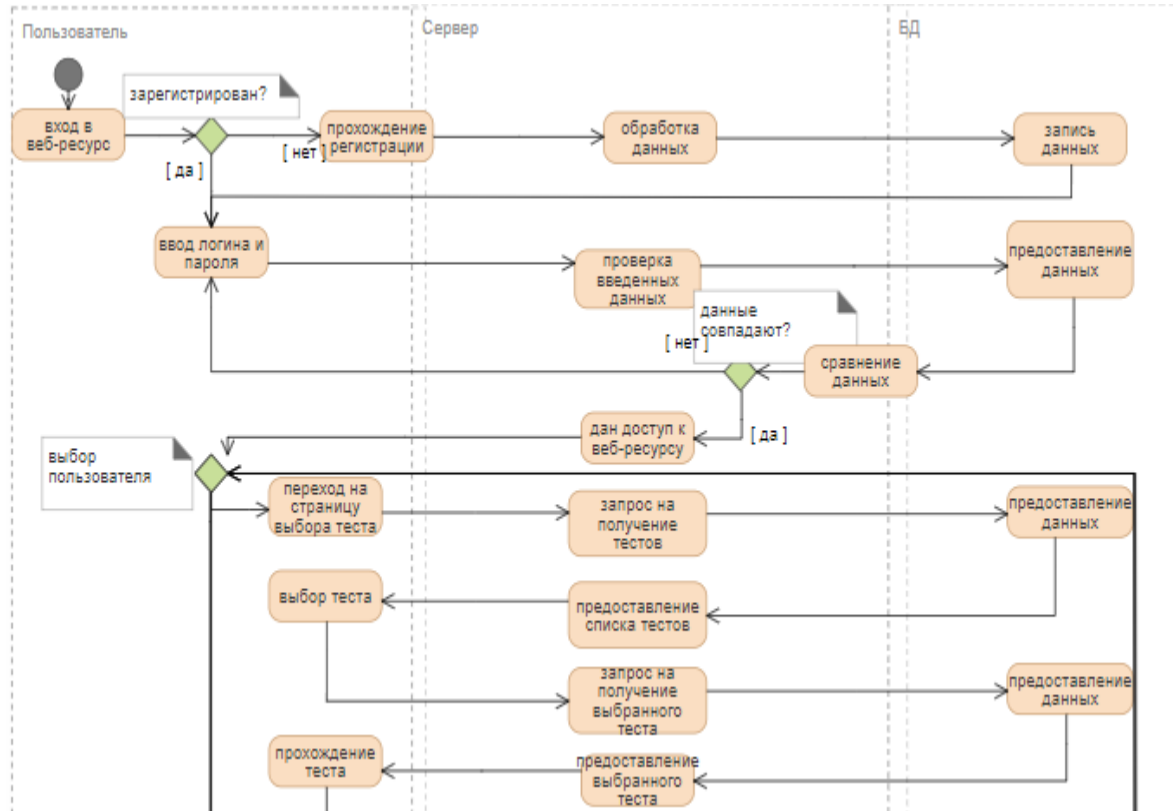 Пользователь
Сервер
БД
зарегистрирован?
вход в
веб-ресурс
прохождение
регистрации
обработка
данных
запись
данных
[ нет ]
[ да ]
ввод логина и
пароля
проверка
введенных
данных
предоставление
данных
данные
совпадают?
[ нет ]
сравнение
данных
дан доступ к
веб-ресурсу
[ да ]
выбор
пользователя
переход на
страницу
выбора теста
запрос на
получение
тестов
предоставление
данных
выбор теста
предоставление
списка тестов
запрос на
получение
выбранного
теста
предоставление
данных
прохождение
теста
предоставление
выбранного
теста